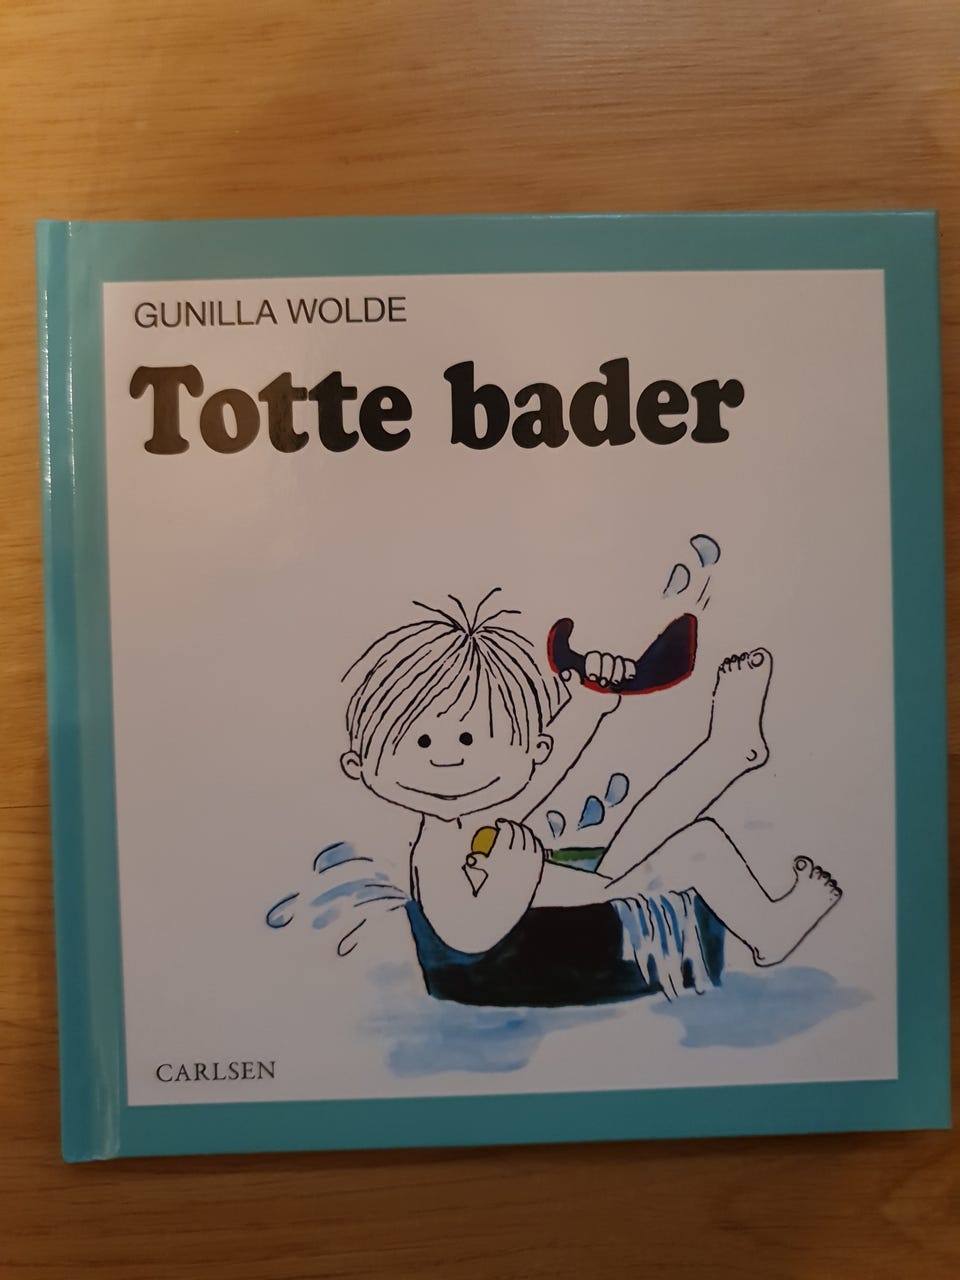 GUNILLA WOLDE
Totte bader
CARLSEN